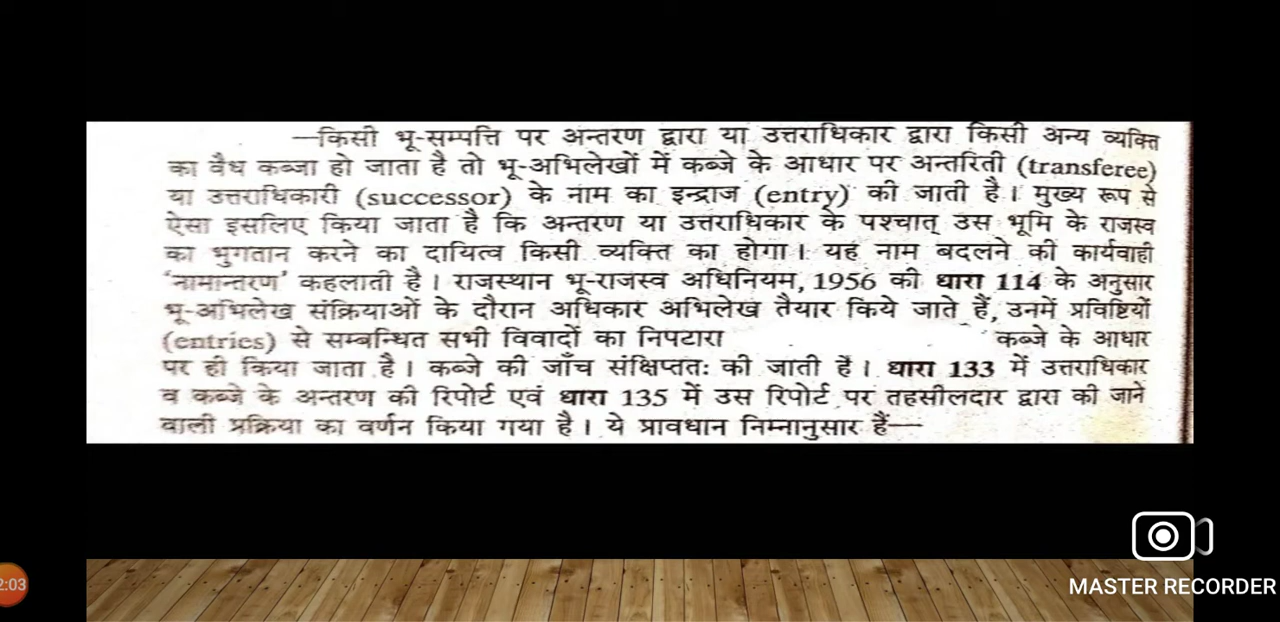 —किसी भू-सम्पत्ति पर अन्तरण द्वारा या उत्तराधिकार द्वारा किसी अन्य व्यक्ति
का वैध कब्जा हो जाता है तो भू-अभिलेखों में कब्जे के आधार पर अन्तरिती (transferee)
या उत्तराधिकारी (successor) के नाम का इन्द्राज (entry) की जाती है। मुख्य रूप से
ऐसा इसलिए किया जाता है कि अन्तरण या उत्तराधिकार के पश्चात् उस भूमि के राजस्व
का भुगतान करने का दायित्व किसी व्यक्ति का होगा। यह नाम बदलने की कार्यवाही
'नामान्तरण' कहलाती है। राजस्थान भू-राजस्व अधिनियम, 1956 की धारा 114 के अनुसार
भू-अभिलेख संक्रियाओं के दौरान अधिकार अभिलेख तैयार किये जाते हैं, उनमें प्रविष्टियों
(entries) से सम्बन्धित सभी विवादों का निपटारा कब्जे के आधार
पर ही किया जाता है। कब्जे की जाँच संक्षिप्ततः की जाती है। धारा 133 में उत्तराधिकार
व कब्जे के अन्तरण की रिपोर्ट एवं धारा 135 में उस रिपोर्ट पर तहसीलदार द्वारा की जाने
वाली प्रक्रिया का वर्णन किया गया है। ये प्रावधान निम्नानुसार हैं—
2:03
MASTER RECORDER